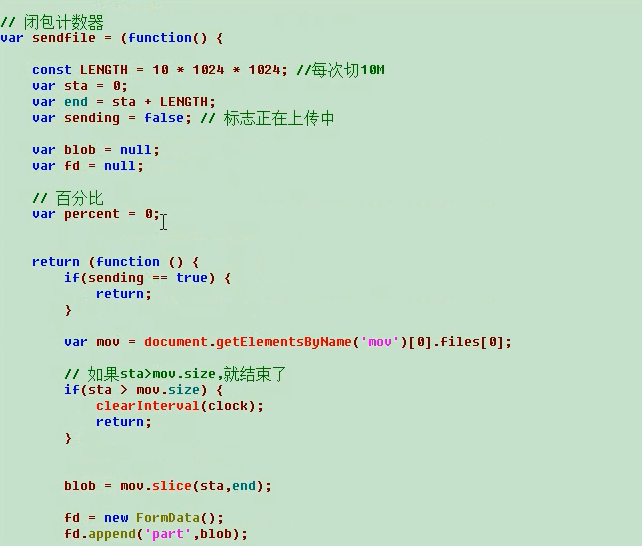 // 闭包计数器
var sendfile = (function() {
const LENGTH = 10 * 1024 * 1024; //每次切10M
var sta = 0;
var end = sta + LENGTH;
var sending = false; // 标志正在上传中
var blob = null;
var fd = null;
// 百分比
var percent = 0;
return (function () {
if(sending == true) {
return;
}
var mov = document.getElementsByName('mov')[0].files[0];
// 如果sta>mov.size,就结束了
if(sta > mov.size) {
clearInterval(clock);
return;
}
blob = mov.slice(sta,end);
fd = new FormData();
fd.append('part',blob);